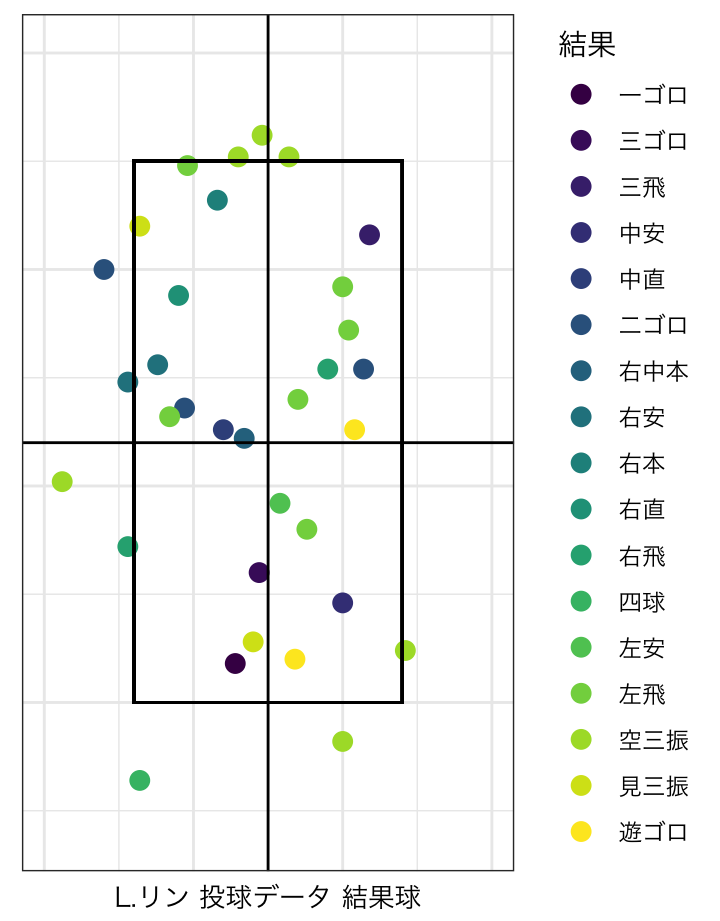 結果
一ゴロ
三ゴロ
三飛
中安
中直
二ゴロ
右中本
右安
右本
右直
右飛
四球
左安
左飛
空三振
見三振
遊ゴロ
L.リン 投球データ 結果球